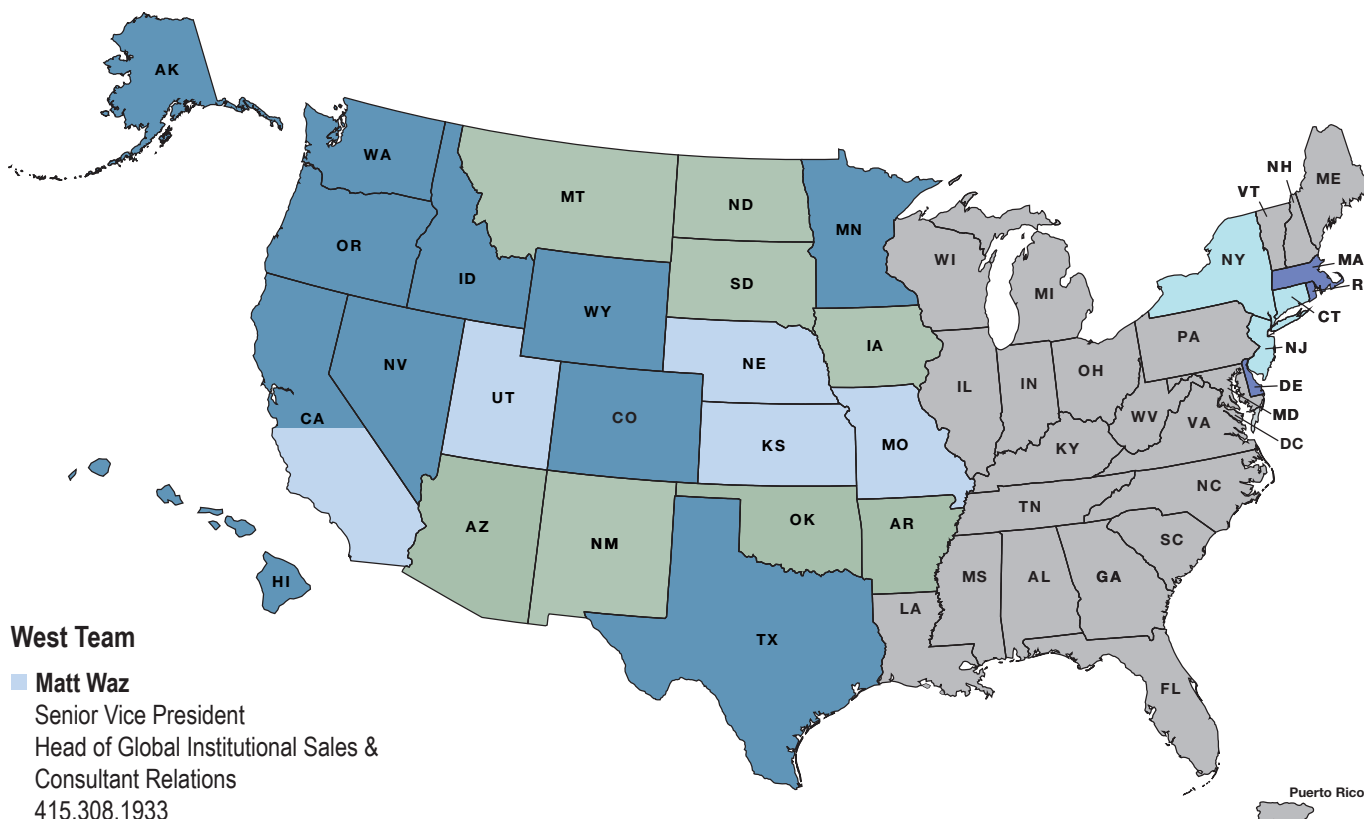 AK
WA
MT
ND
MN
OR
ID
SD
WI
MI
NY
VT
NH
ME
MA
R
CT
WY
NV
UT
CO
NE
IA
IL
IN
OH
PA
NJ
DE
MD
DC
CA
KS
MO
KY
WV
VA
AZ
NM
OK
AR
TN
NC
SC
HI
TX
LA
MS
AL
GA
FL
Puerto Rico
West Team
Matt Waz
Senior Vice President
Head of Global Institutional Sales &
Consultant Relations
415.308.1933